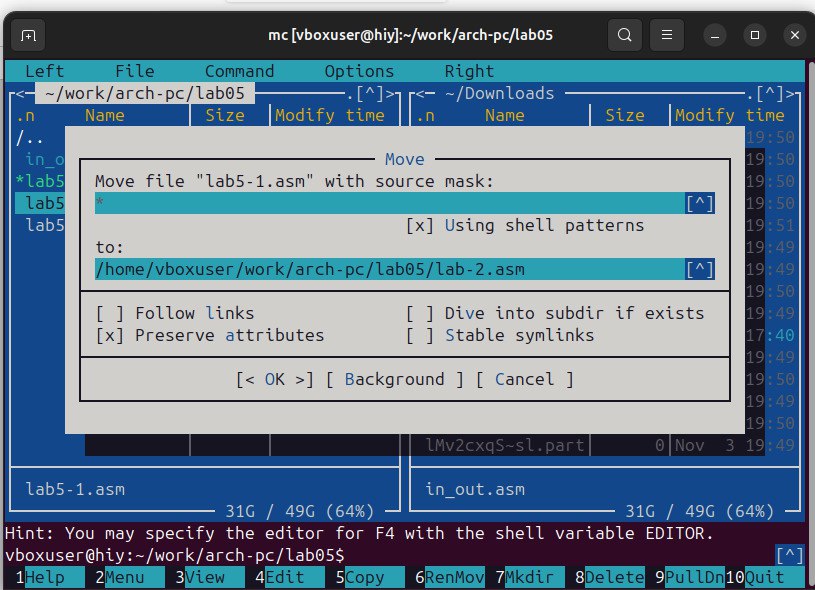 mc [vboxuser@hiy]:~/work/arch-pc/lab05
Left File Command Options Right
<- ~/work/arch-pc/lab05 .[^]>
<- ~/Downloads .[^]>
.n Name Size Modify time
.n Name Size Modify time
/..
19:50
in_o
19:50
*lab5
19:50
lab5
19:50
lab5
19:51
19:49
19:49
19:50
19:49
17:40
19:49
19:50
19:49
19:50
Move
Move file "lab5-1.asm" with source mask:
* [^]
[x] Using shell patterns
to:
/home/vboxuser/work/arch-pc/lab05/lab-2.asm [^]
[ ] Follow links [ ] Dive into subdir if exists
[x] Preserve attributes [ ] Stable symlinks
[< OK >] [ Background ] [ Cancel ]
lMv2cxqS~sl.part 0 Nov 3 19:49
lab5-1.asm
in_out.asm
31G / 49G (64%)
31G / 49G (64%)
Hint: You may specify the editor for F4 with the shell variable EDITOR.
vboxuser@hiy:~/work/arch-pc/lab05$ [^]
1Help 2Menu 3View 4Edit 5Copy 6RenMov 7Mkdir 8Delete 9PullDn 10Quit